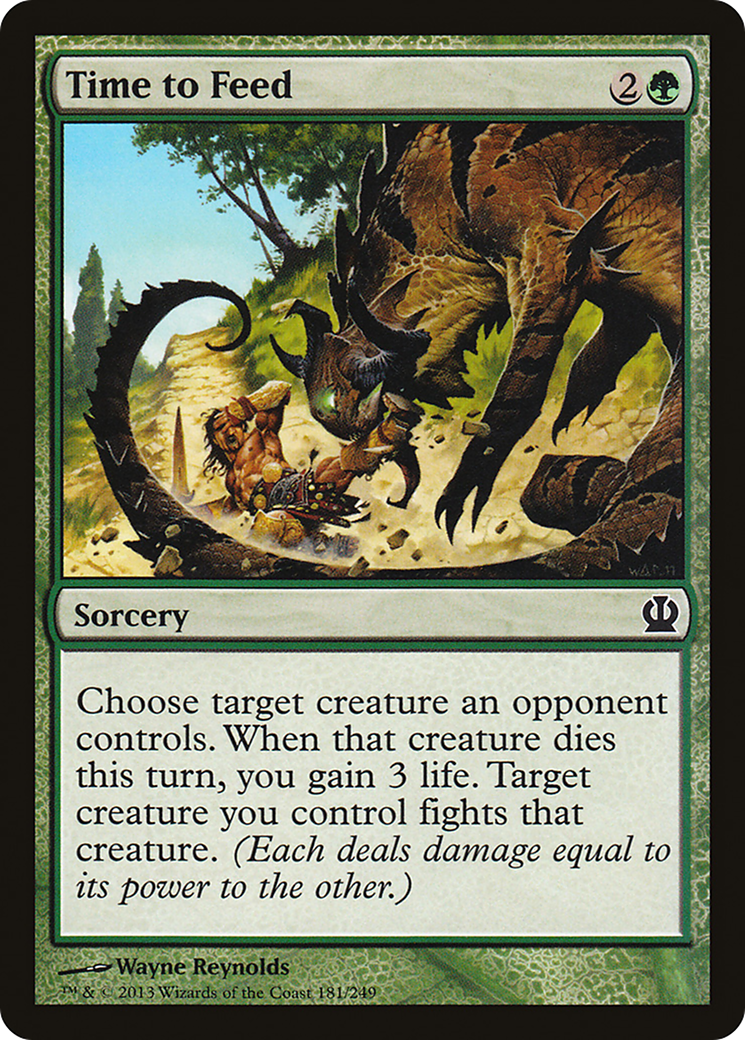 Time to Feed
2
Sorcery
Choose target creature an opponent
controls. When that creature dies
this turn, you gain 3 life. Target
creature you control fights that
creature. (Each deals damage equal to
its power to the other.)
Wayne Reynolds
™ & © 2013 Wizards of the Coast 181/249